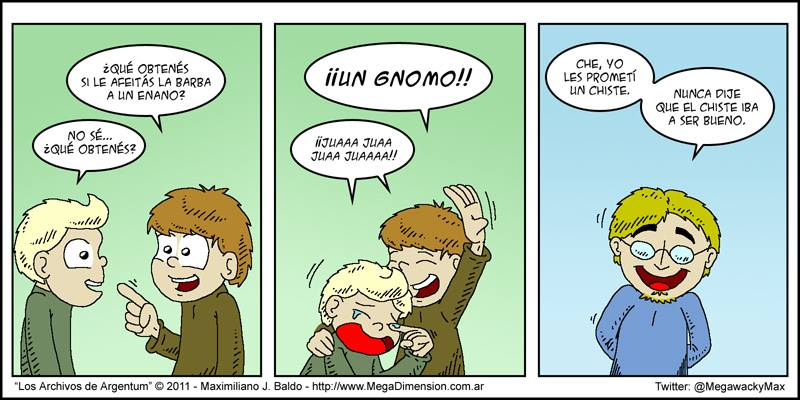 ¿QUÉ OBTENÉS
SI LE AFEITÁS LA BARBA
A UN ENANO?
NO SÉ...
¿QUÉ OBTENÉS?
¡¡UN GNOMO!!
¡¡JUAAA JUAA
JUAA JUAAAA!!
CHE, YO
LES PROMETÍ
UN CHISTE.
NUNCA DIJE
QUE EL CHISTE IBA
A SER BUENO.
"Los Archivos de Argentum" © 2011 - Maximiliano J. Baldo - http://www.MegaDimension.com.ar
Twitter: @MegawackyMax